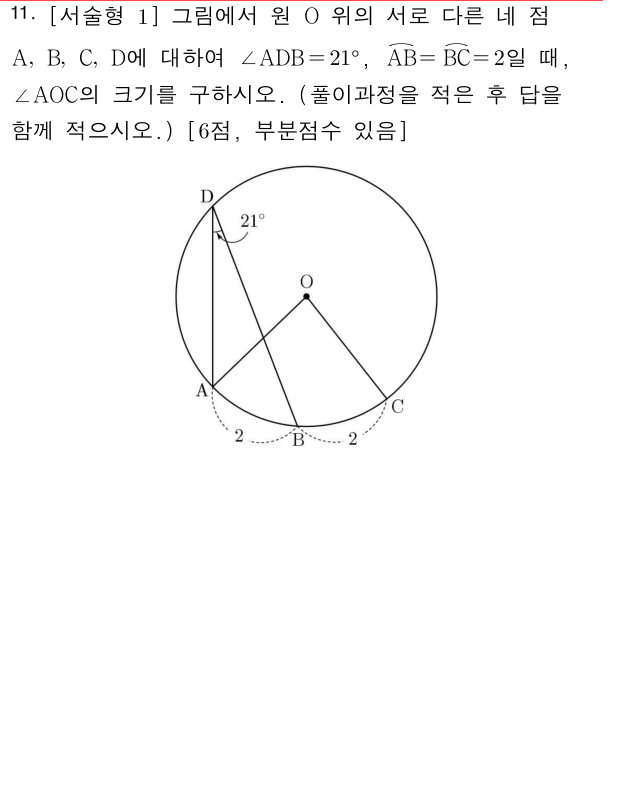 11. [서술형 1] 그림에서 원 O 위의 서로 다른 네 점
A, B, C, D에 대하여 ∠ADB=21°, ⌒AB=⌒BC=2일 때,
∠AOC의 크기를 구하시오. (풀이과정을 적은 후 답을
함께 적으시오.) [6점, 부분점수 있음]
D
21°
O
A
C
2
B
2